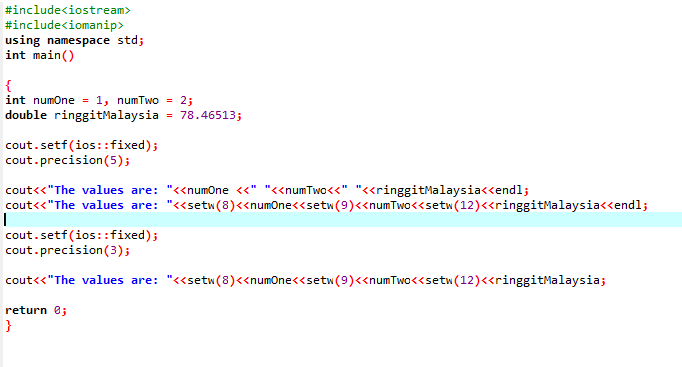 #include<iostream>
#include<iomanip>
using namespace std;
int main()
{
int numOne = 1, numTwo = 2;
double ringgitMalaysia = 78.46513;
cout.setf(ios::fixed);
cout.precision(5);
cout<<"The values are: "<<numOne <<" "<<numTwo<<" "<<ringgitMalaysia<<endl;
cout<<"The values are: "<<setw(8)<<numOne<<setw(9)<<numTwo<<setw(12)<<ringgitMalaysia<<endl;
cout.setf(ios::fixed);
cout.precision(3);
cout<<"The values are: "<<setw(8)<<numOne<<setw(9)<<numTwo<<setw(12)<<ringgitMalaysia;
return 0;
}